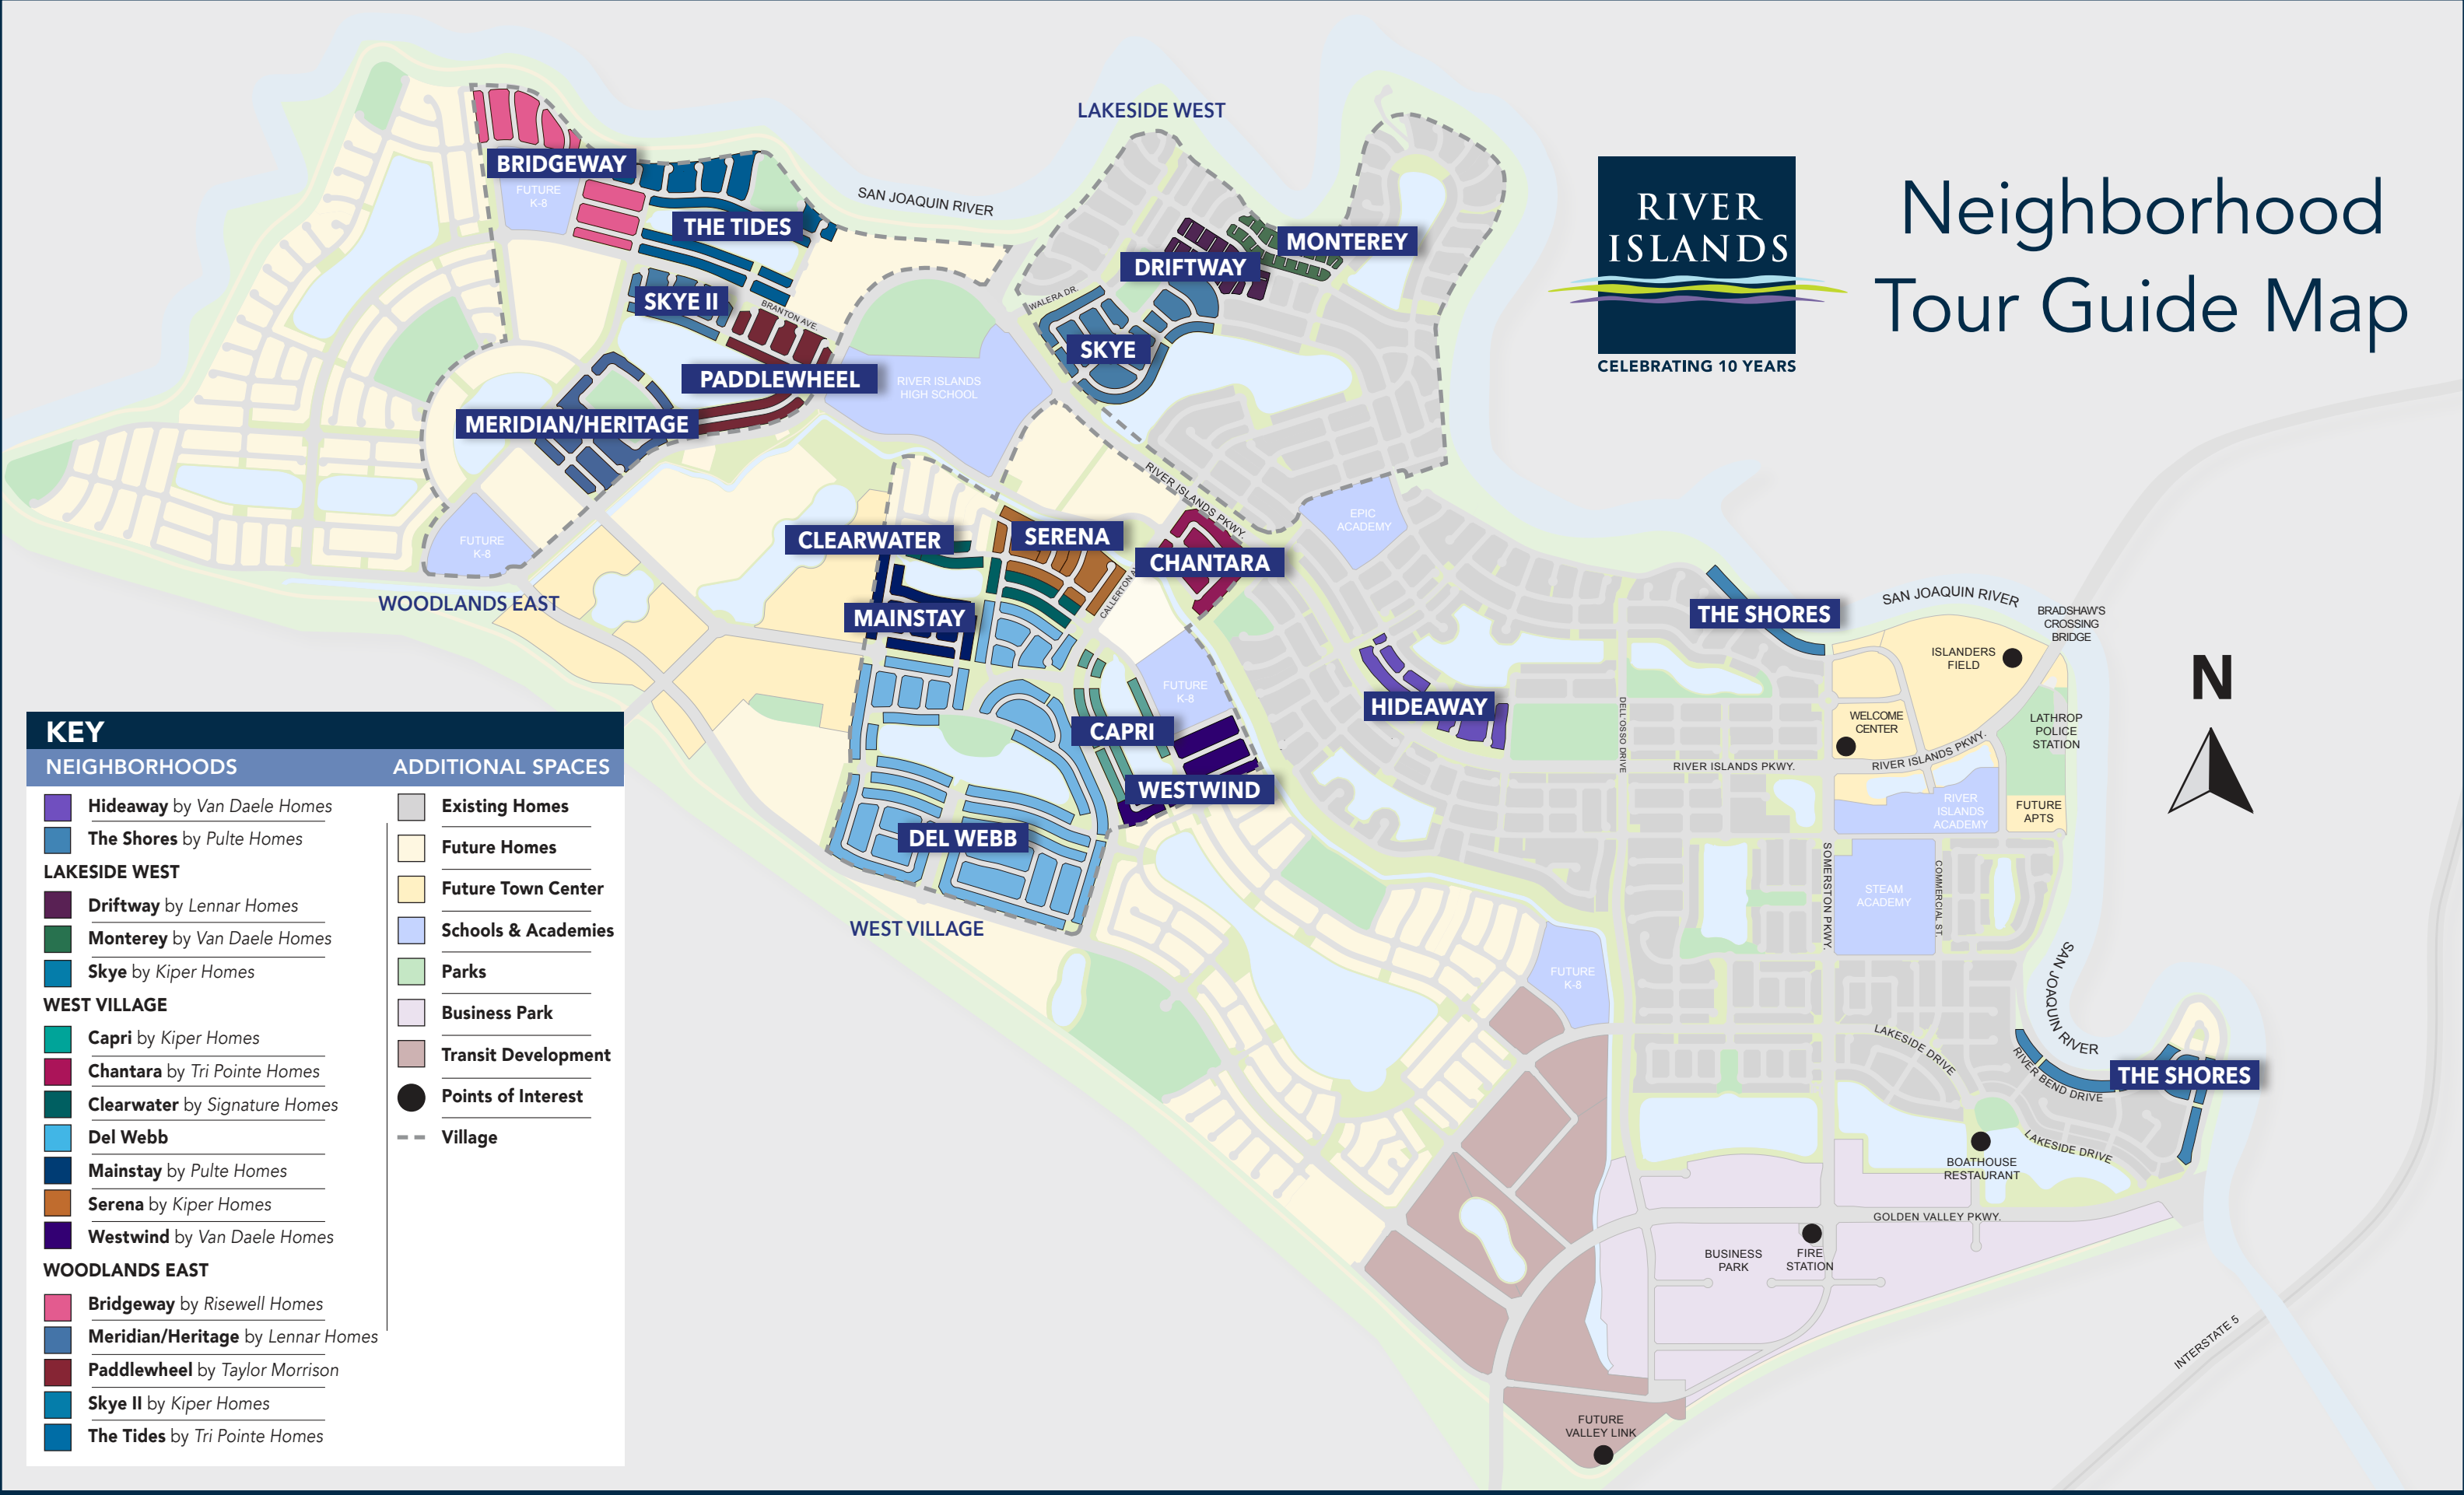 RIVER
ISLANDS
CELEBRATING 10 YEARS
Neighborhood
Tour Guide Map
LAKESIDE WEST
BRIDGEWAY
FUTURE
K-8
THE TIDES
SAN JOAQUIN RIVER
MONTEREY
DRIFTWAY
SKYE II
WALERA DR.
BRANTON AVE.
SKYE
PADDLEWHEEL
RIVER ISLANDS
HIGH SCHOOL
MERIDIAN/HERITAGE
RIVER ISLANDS PKWY.
EPIC
ACADEMY
FUTURE
K-8
CLEARWATER
SERENA
CHANTARA
WOODLANDS EAST
MAINSTAY
THE SHORES
SAN JOAQUIN RIVER
BRADSHAW'S
CROSSING
BRIDGE
ISLANDERS
FIELD
N
FUTURE
K-8
HIDEAWAY
DELL'OSSO DRIVE
WELCOME
CENTER
LATHROP
POLICE
STATION
CAPRI
RIVER ISLANDS PKWY.
RIVER ISLANDS PKWY.
WESTWIND
RIVER
ISLANDS
ACADEMY
FUTURE
APTS
DEL WEBB
SOMERSTON PKWY.
COMMERCIAL ST.
STEAM
ACADEMY
WEST VILLAGE
FUTURE
K-8
SAN JOAQUIN RIVER
LAKESIDE DRIVE
RIVER BEND DRIVE
THE SHORES
LAKESIDE DRIVE
BOATHOUSE
RESTAURANT
GOLDEN VALLEY PKWY.
BUSINESS
PARK
FIRE
STATION
INTERSTATE 5
FUTURE
VALLEY LINK
KEY
NEIGHBORHOODS
Hideaway by Van Daele Homes
The Shores by Pulte Homes
LAKESIDE WEST
Driftway by Lennar Homes
Monterey by Van Daele Homes
Skye by Kiper Homes
WEST VILLAGE
Capri by Kiper Homes
Chantara by Tri Pointe Homes
Clearwater by Signature Homes
Del Webb
Mainstay by Pulte Homes
Serena by Kiper Homes
Westwind by Van Daele Homes
WOODLANDS EAST
Bridgeway by Risewell Homes
Meridian/Heritage by Lennar Homes
Paddlewheel by Taylor Morrison
Skye II by Kiper Homes
The Tides by Tri Pointe Homes
ADDITIONAL SPACES
Existing Homes
Future Homes
Future Town Center
Schools & Academies
Parks
Business Park
Transit Development
Points of Interest
Village